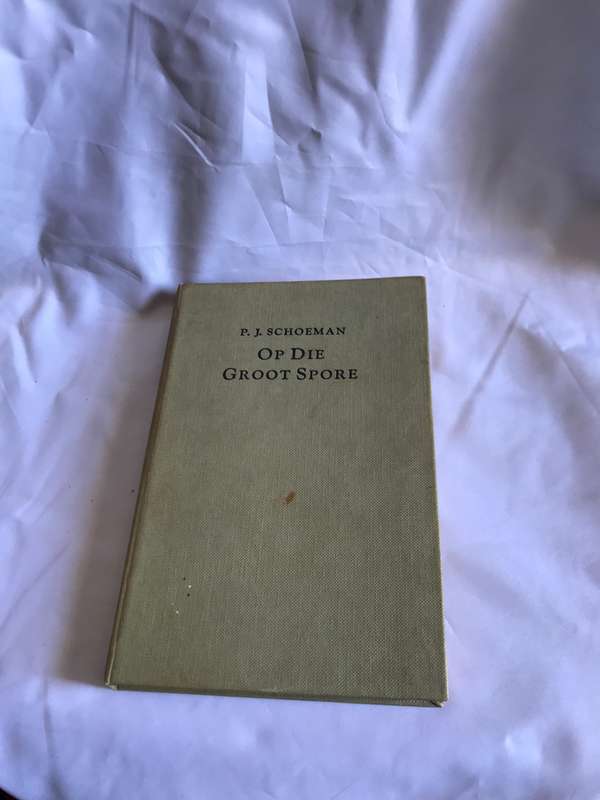 P. J. SCHOEMAN
OP DIE
GROOT SPORE